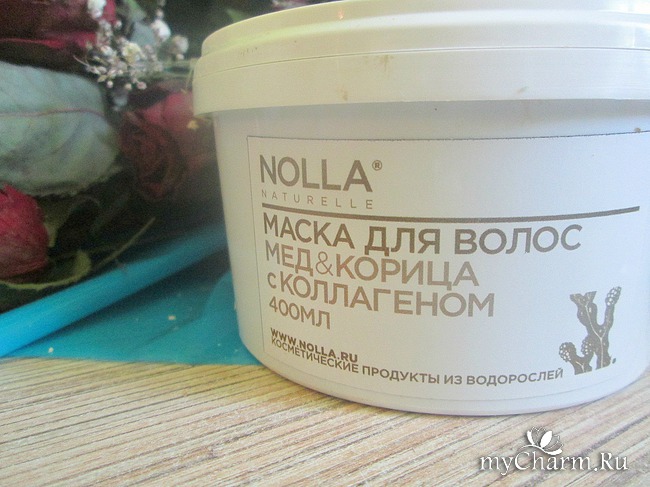 NOLLA®
NATURELLE
МАСКА ДЛЯ ВОЛОС
МЕД&КОРИЦА
с КОЛЛАГЕНОМ
400МЛ
WWW.NOLLA.RU
КОСМЕТИЧЕСКИЕ ПРОДУКТЫ ИЗ ВОДОРОСЛЕЙ
myCharm.Ru